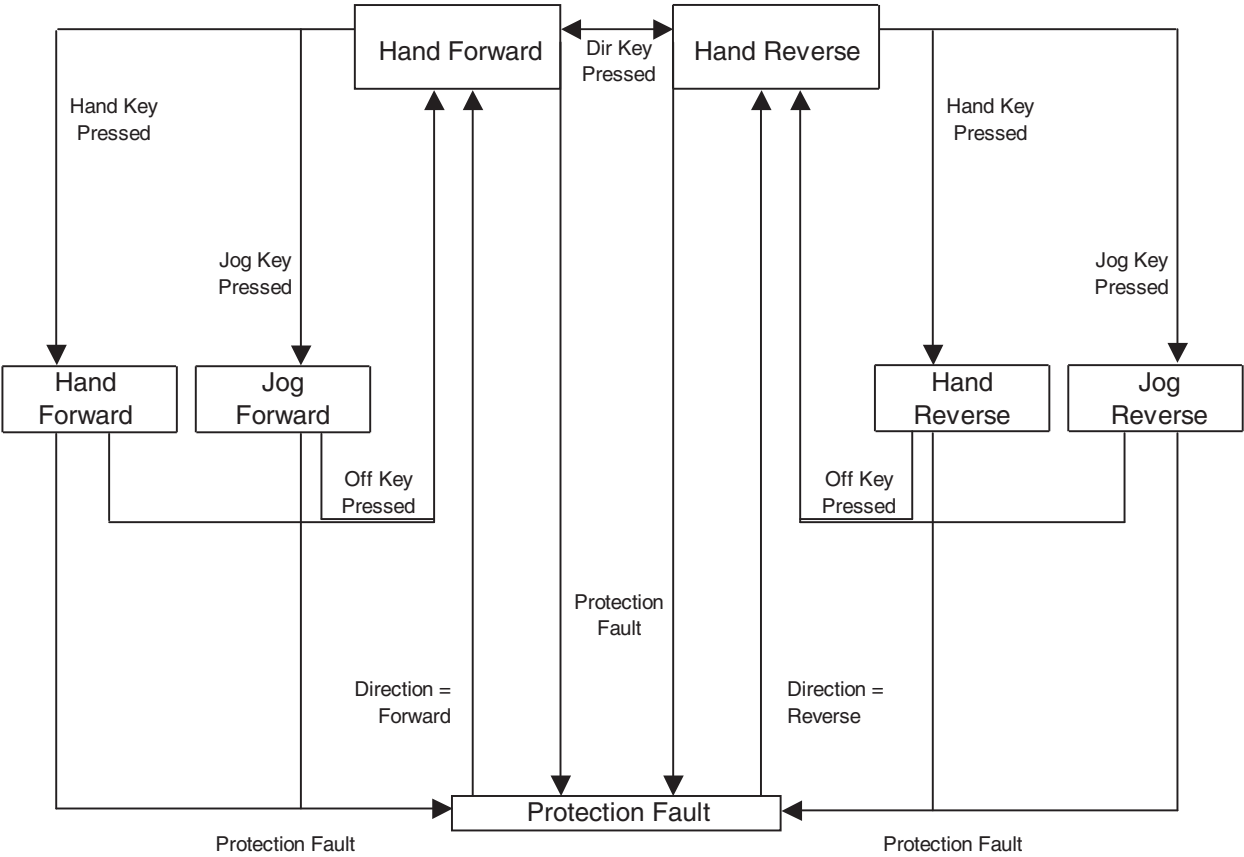 Hand Forward
Dir Key
Pressed
Hand Reverse
Hand Key
Pressed
Hand Key
Pressed
Jog Key
Pressed
Jog Key
Pressed
Hand
Forward
Jog
Forward
Hand
Reverse
Jog
Reverse
Off Key
Pressed
Off Key
Pressed
Protection
Fault
Direction =
Forward
Direction =
Reverse
Protection Fault
Protection Fault
Protection Fault